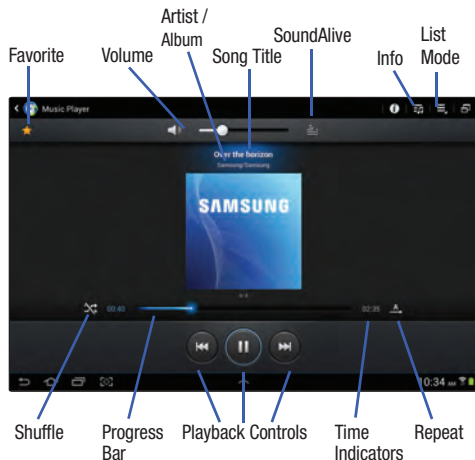 Artist /
Album
SoundAlive
List
Mode
Favorite
Volume
Song Title
Info
Music Player
Over the horizon
Samsung/Samsung
SAMSUNG
00:40
02:35
A
10:34 AM
Shuffle
Progress
Bar
Playback Controls
Time
Indicators
Repeat